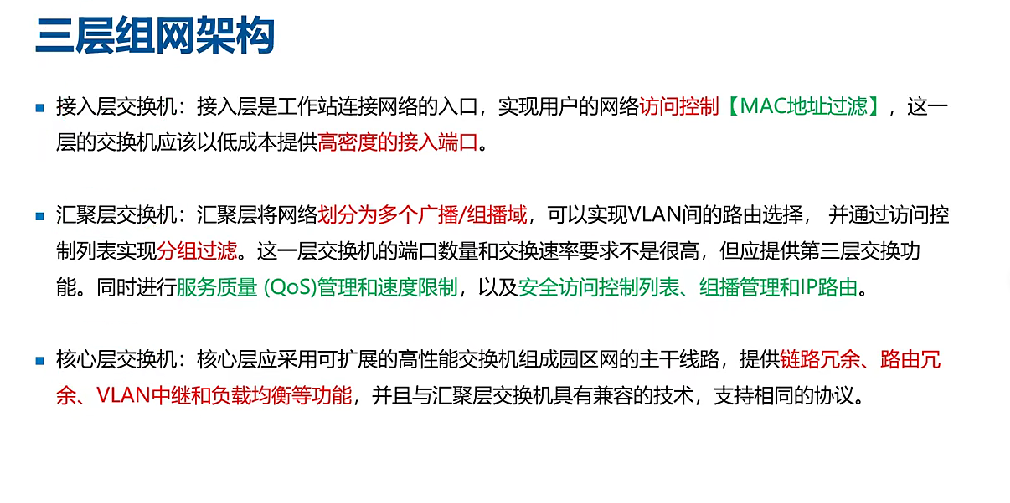 三层组网架构
接入层交换机：接入层是工作站连接网络的入口，实现用户的网络访问控制【MAC地址过滤】，这一
层的交换机应该以低成本提供高密度的接入端口。
汇聚层交换机：汇聚层将网络划分为多个广播/组播域，可以实现VLAN间的路由选择， 并通过访问控
制列表实现分组过滤。这一层交换机的端口数量和交换速率要求不是很高，但应提供第三层交换功
能。同时进行服务质量 (QoS)管理和速度限制，以及安全访问控制列表、组播管理和IP路由。
核心层交换机：核心层应采用可扩展的高性能交换机组成园区网的主干线路，提供链路冗余、路由冗
余、VLAN中继和负载均衡等功能，并且与汇聚层交换机具有兼容的技术，支持相同的协议。